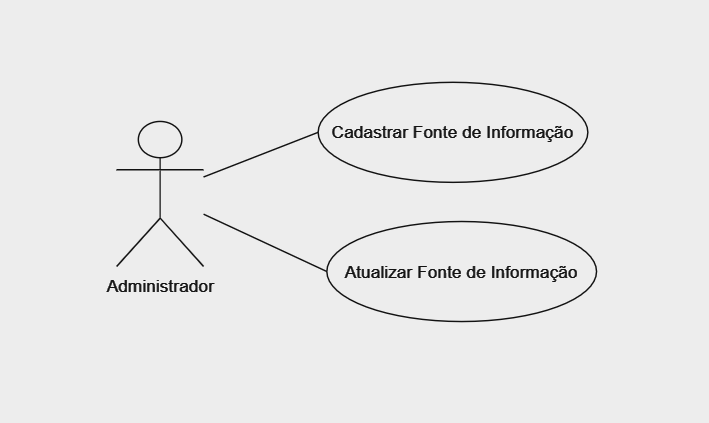 Cadastrar Fonte de Informação
Atualizar Fonte de Informação
Administrador